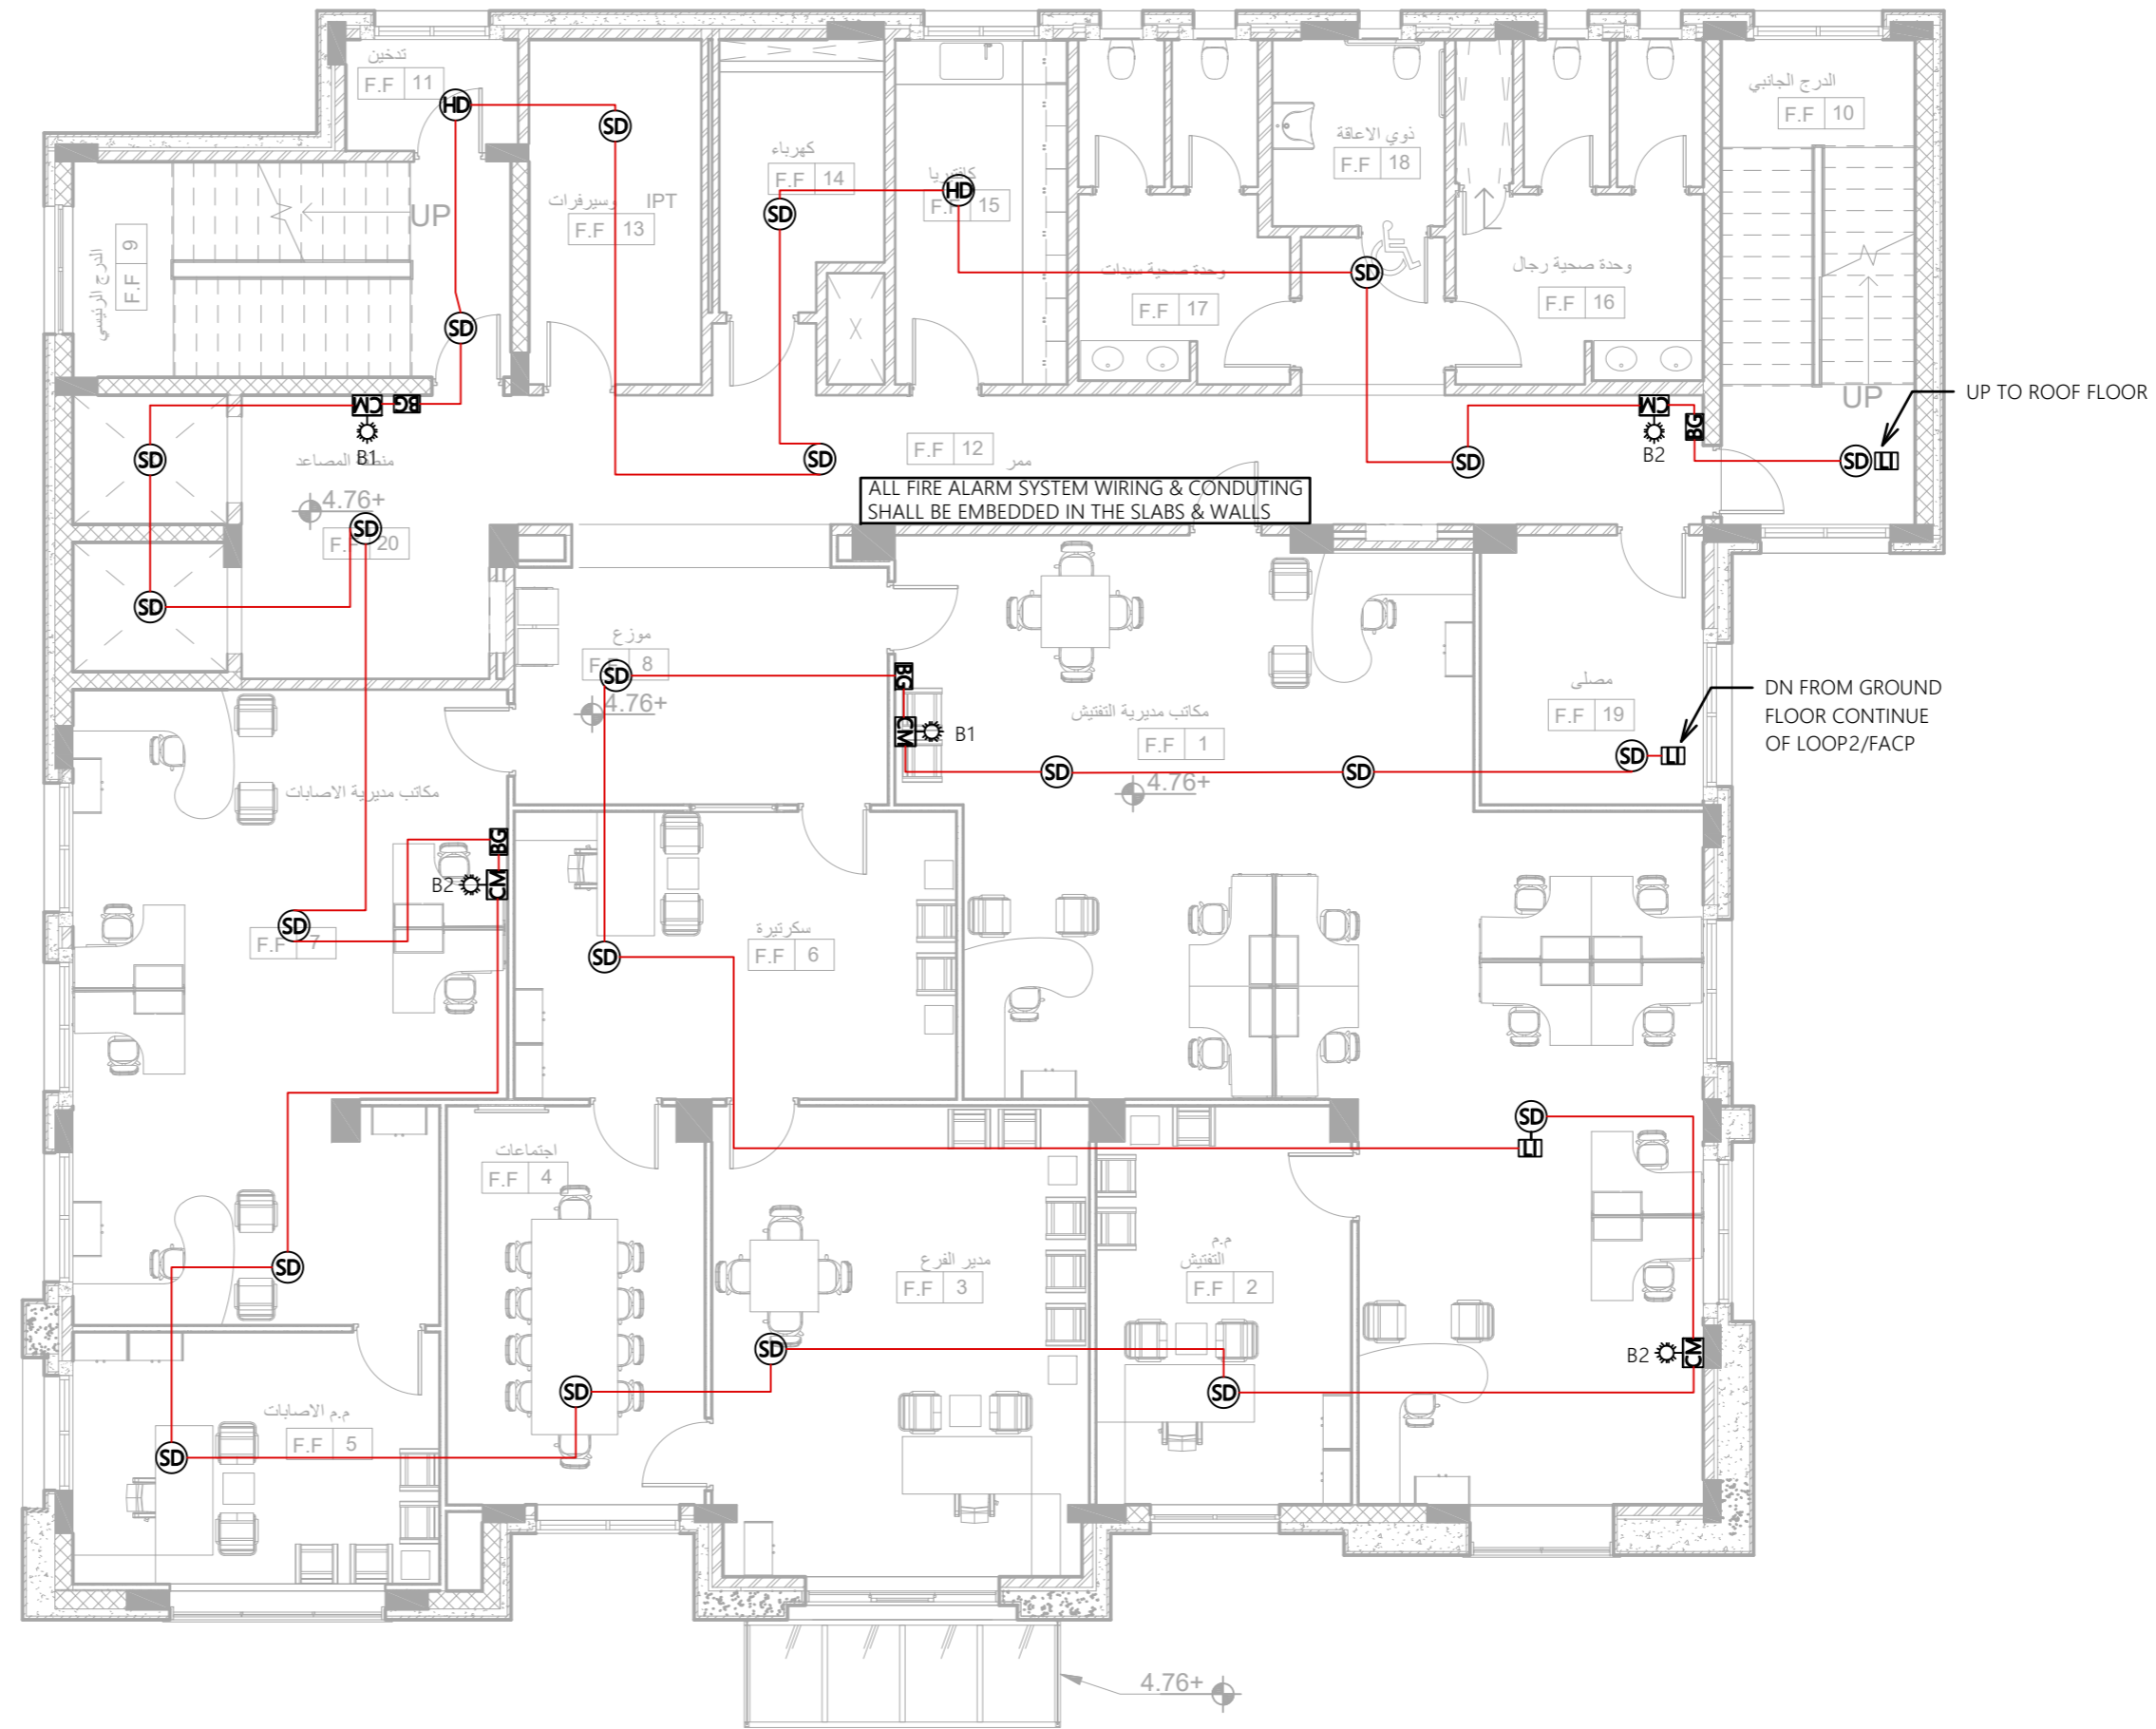 تدخين
F.F 11
HD
SD
كهرباء
F.F 14
SD
كافتريا
F.F 15
HD
ذوي الاعاقة
F.F 18
الدرج الجانبي
F.F 10
UP
الدرج الرئيسي
F.F 9
IPT وسيرفرات
F.F 13
وحدة صحية سيدات
F.F 17
SD
وحدة صحية رجال
F.F 16
SD
CM BG
B1
منطقة المصاعد
SD
4.76+
SD
F.F 20
SD
SD
F.F 12
ممر
SD
CM
B2
BG
UP
SD LI
UP TO ROOF FLOOR
ALL FIRE ALARM SYSTEM WIRING & CONDUTING
SHALL BE EMBEDDED IN THE SLABS & WALLS
موزع
F.F 8
SD
4.76+
BG
CM
B1
مكاتب مديرية التفتيش
F.F 1
SD
SD
4.76+
مصلى
F.F 19
SD LI
DN FROM GROUND
FLOOR CONTINUE
OF LOOP2/FACP
مكاتب مديرية الاصابات
BG
B2
CM
SD
F.F 7
سكرتيرة
F.F 6
SD
SD
LI
اجتماعات
F.F 4
مدير الفرع
F.F 3
م.م
التفتيش
F.F 2
SD
SD
SD
SD
B2
CM
م.م الاصابات
F.F 5
SD
4.76+